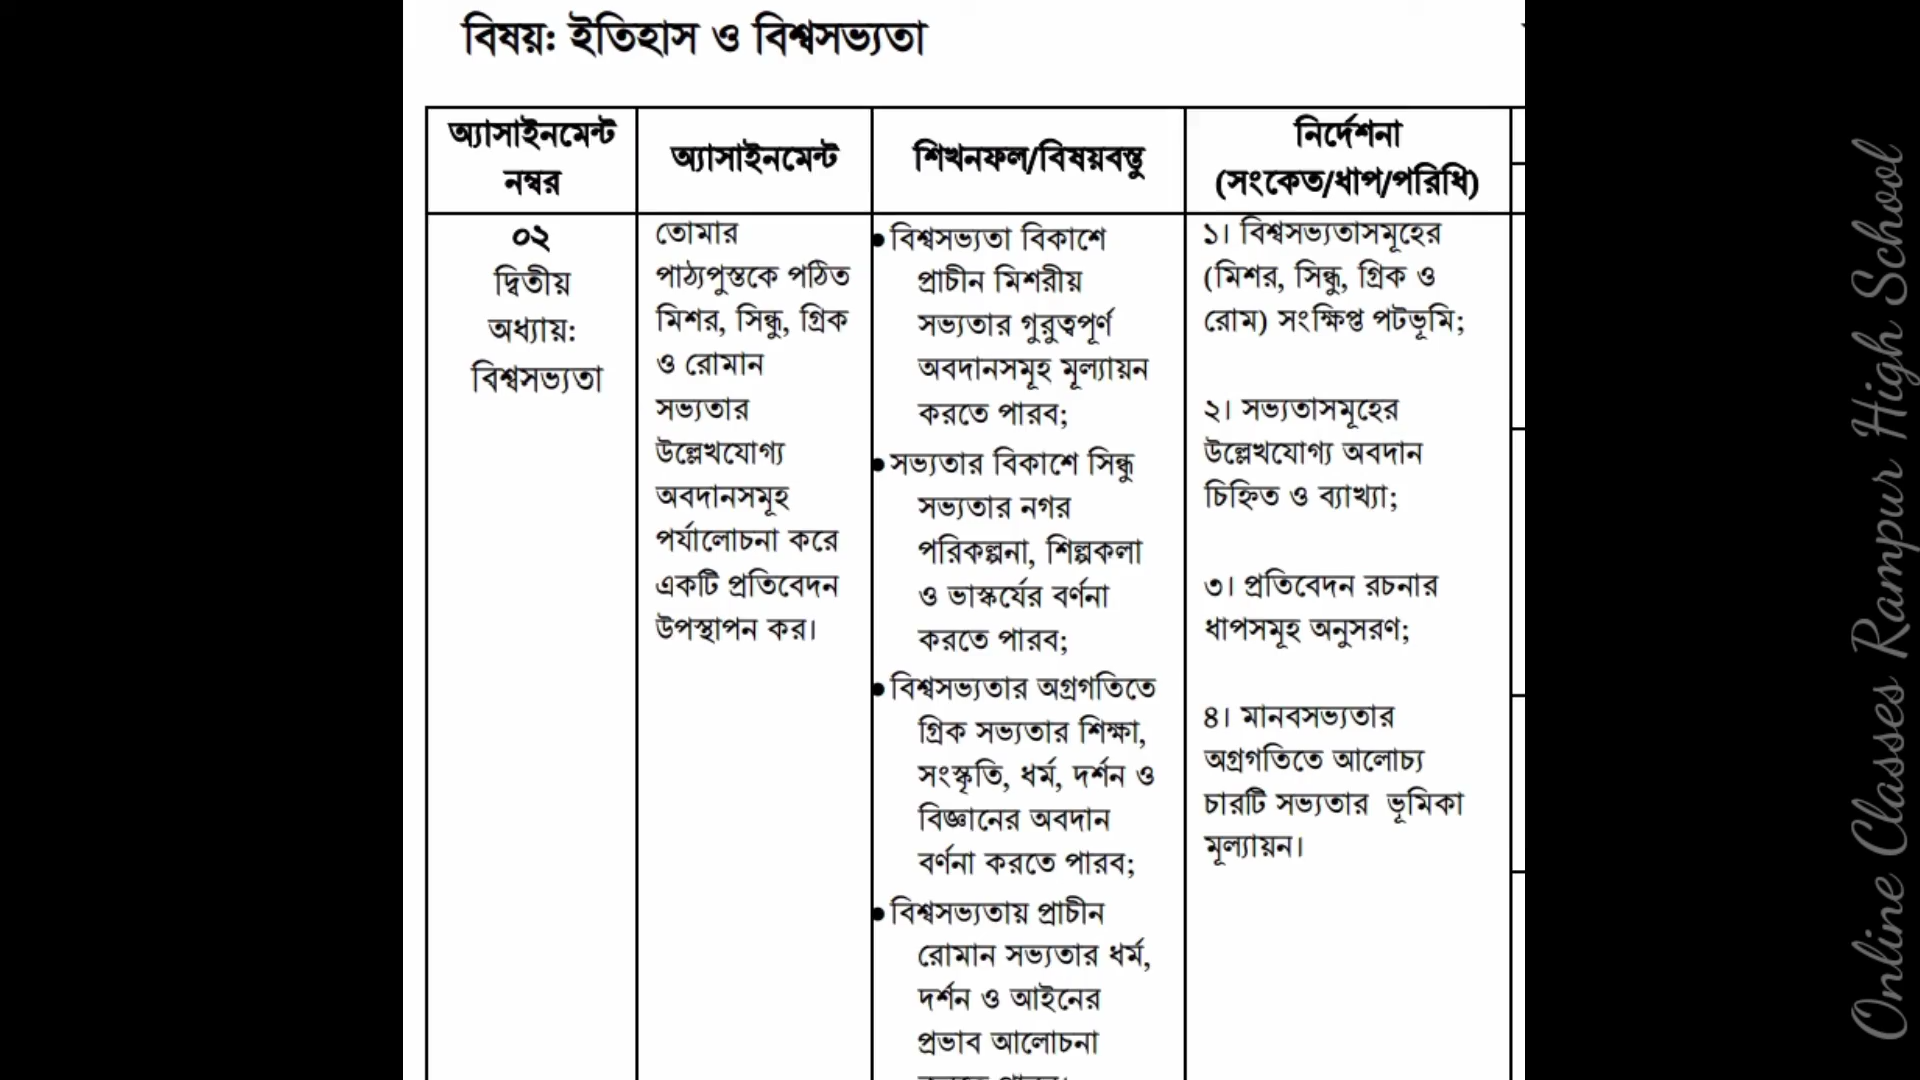 বিষয়: ইতিহাস ও বিশ্বসভ্যতা
অ্যাসাইনমেন্ট
নম্বর
অ্যাসাইনমেন্ট
শিখনফল/বিষয়বস্তু
নির্দেশনা
(সংকেত/ধাপ/পরিধি)
০২
দ্বিতীয়
অধ্যায়:
বিশ্বসভ্যতা
তোমার
পাঠ্যপুস্তকে পঠিত
মিশর, সিন্ধু, গ্রিক
ও রোমান
সভ্যতার
উল্লেখযোগ্য
অবদানসমূহ
পর্যালোচনা করে
একটি প্রতিবেদন
উপস্থাপন কর।
●বিশ্বসভ্যতা বিকাশে
প্রাচীন মিশরীয়
সভ্যতার গুরুত্বপূর্ণ
অবদানসমূহ মূল্যায়ন
করতে পারব;
●সভ্যতার বিকাশে সিন্ধু
সভ্যতার নগর
পরিকল্পনা, শিল্পকলা
ও ভাস্কর্যের বর্ণনা
করতে পারব;
●বিশ্বসভ্যতার অগ্রগতিতে
গ্রিক সভ্যতার শিক্ষা,
সংস্কৃতি, ধর্ম, দর্শন ও
বিজ্ঞানের অবদান
বর্ণনা করতে পারব;
●বিশ্বসভ্যতায় প্রাচীন
রোমান সভ্যতার ধর্ম,
দর্শন ও আইনের
প্রভাব আলোচনা
১। বিশ্বসভ্যতাসমূহের
(মিশর, সিন্ধু, গ্রিক ও
রোম) সংক্ষিপ্ত পটভূমি;
২। সভ্যতাসমূহের
উল্লেখযোগ্য অবদান
চিহ্নিত ও ব্যাখ্যা;
৩। প্রতিবেদন রচনার
ধাপসমূহ অনুসরণ;
৪। মানবসভ্যতার
অগ্রগতিতে আলোচ্য
চারটি সভ্যতার ভূমিকা
মূল্যায়ন।
Online Classes Rampur High School